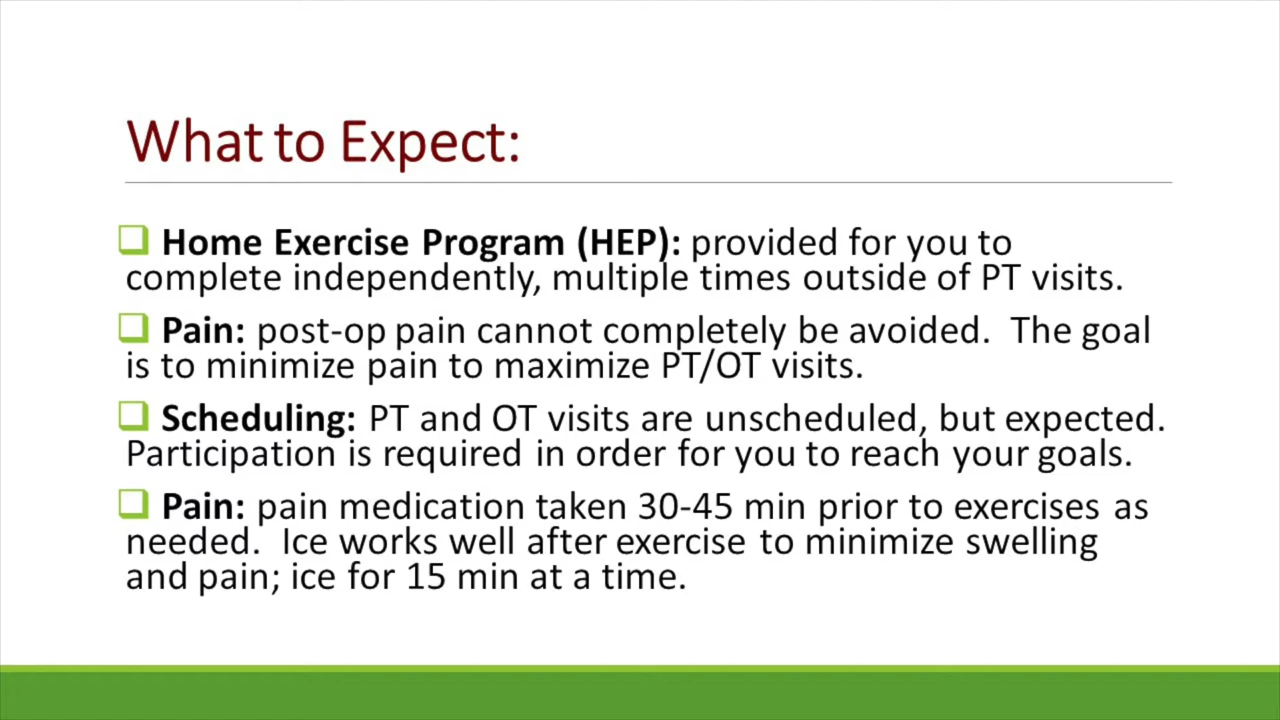 What to Expect:
Home Exercise Program (HEP): provided for you to
complete independently, multiple times outside of PT visits.
Pain: post-op pain cannot completely be avoided.  The goal
is to minimize pain to maximize PT/OT visits.
Scheduling: PT and OT visits are unscheduled, but expected.
Participation is required in order for you to reach your goals.
Pain: pain medication taken 30-45 min prior to exercises as
needed.  Ice works well after exercise to minimize swelling
and pain; ice for 15 min at a time.